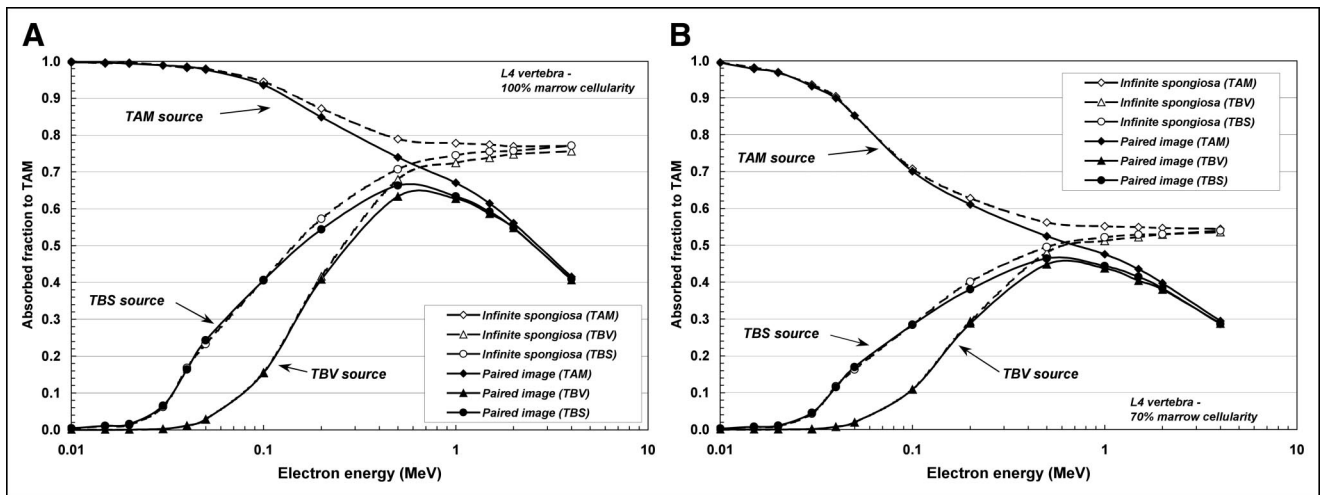 A
Absorbed fraction to TAM
1.0
0.9
0.8
0.7
0.6
0.5
0.4
0.3
0.2
0.1
0.0
L4 vertebra -
100% marrow cellularity
TAM source
TBS source
TBV source
Infinite spongiosa (TAM)
Infinite spongiosa (TBV)
Infinite spongiosa (TBS)
Paired image (TAM)
Paired image (TBV)
Paired image (TBS)
0.01 0.1 1 10
Electron energy (MeV)
B
Absorbed fraction to TAM
1.0
0.9
0.8
0.7
0.6
0.5
0.4
0.3
0.2
0.1
0.0
Infinite spongiosa (TAM)
Infinite spongiosa (TBV)
Infinite spongiosa (TBS)
Paired image (TAM)
Paired image (TBV)
Paired image (TBS)
TAM source
TBS source
TBV source
L4 vertebra -
70% marrow cellularity
0.01 0.1 1 10
Electron energy (MeV)